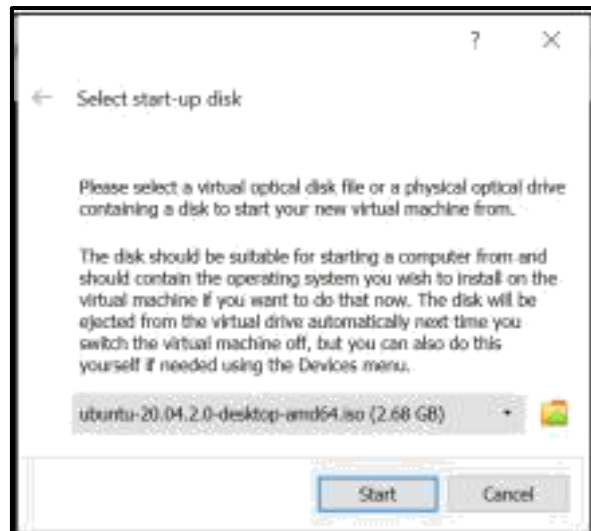 ?
Select start-up disk
Please select a virtual optical disk file or a physical optical drive
containing a disk to start your new virtual machine from.
The disk should be suitable for starting a computer from and
should contain the operating system you wish to install on the
virtual machine if you want to do that now. The disk will be
ejected from the virtual drive automatically next time you
switch the virtual machine off, but you can also do this
yourself if needed using the Devices menu.
ubuntu-20.04.2.0-desktop-amd64.iso (2.68 GB)
Start Cancel